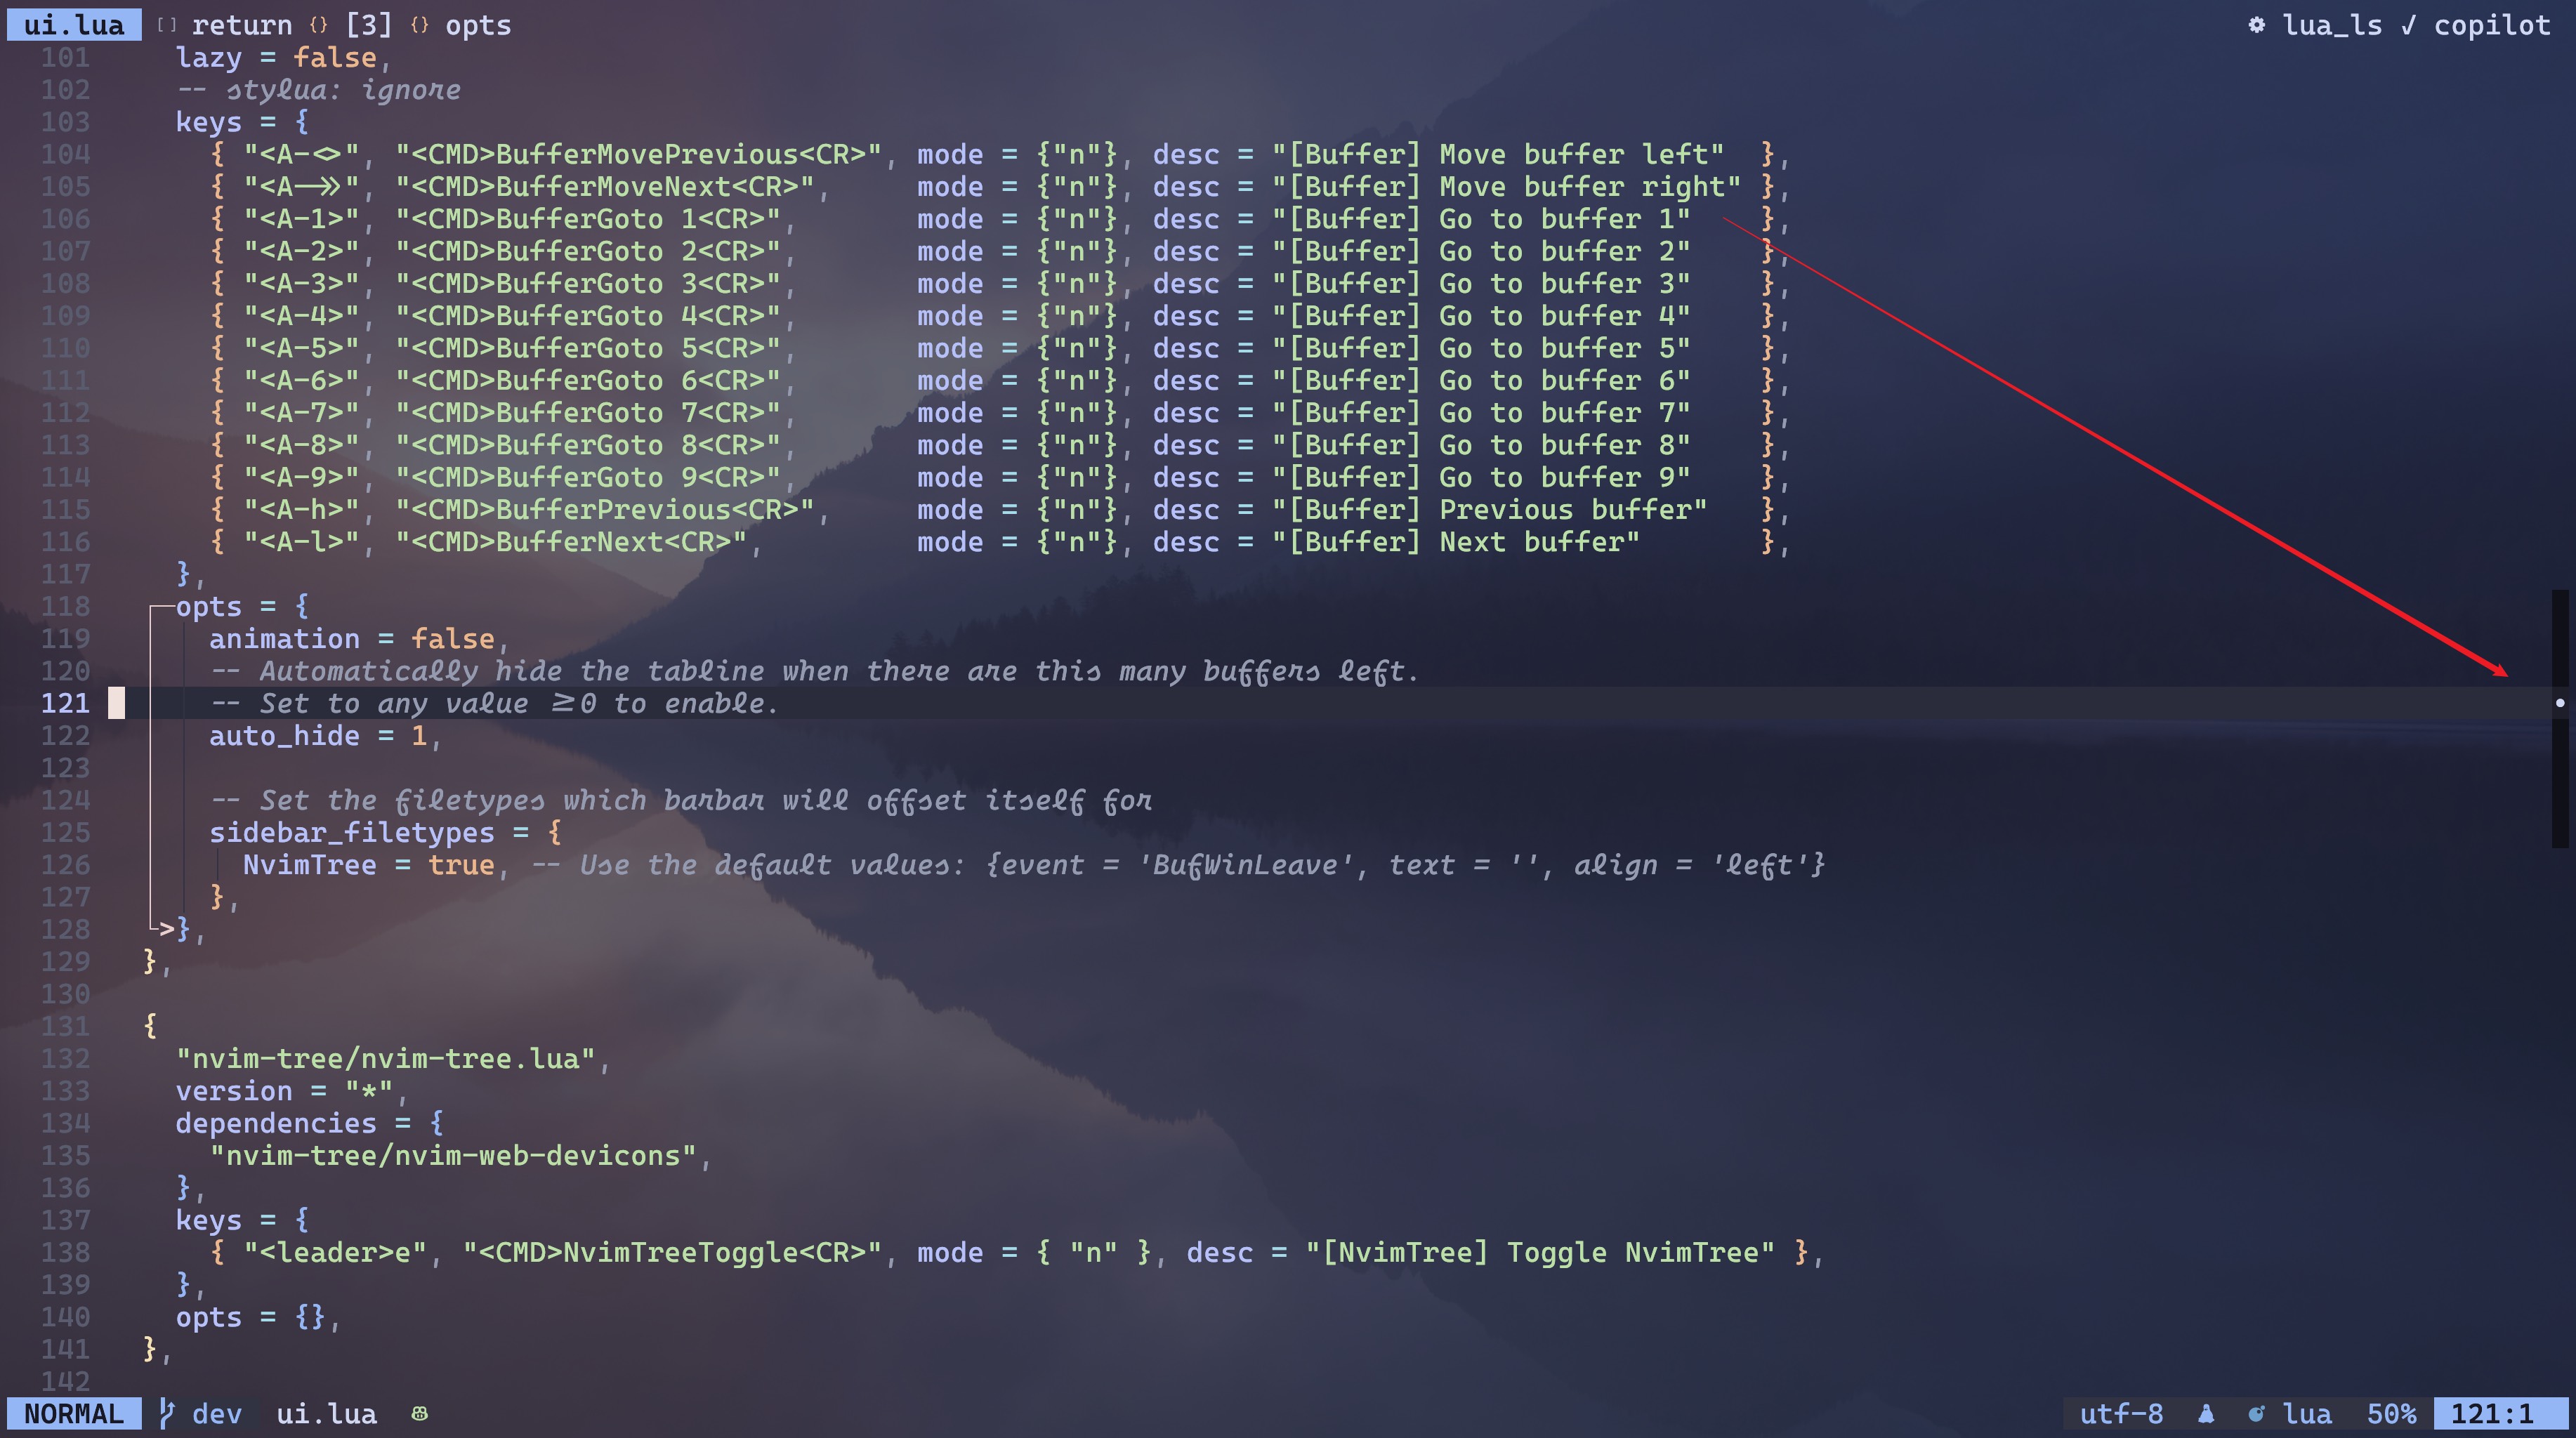 ui.lua [] return {} [3] {} opts lua_ls ✓ copilot
101 lazy = false,
102 -- stylua: ignore
103 keys = {
104 { "<A-<>", "<CMD>BufferMovePrevious<CR>", mode = {"n"}, desc = "[Buffer] Move buffer left" },
105 { "<A->>", "<CMD>BufferMoveNext<CR>", mode = {"n"}, desc = "[Buffer] Move buffer right" },
106 { "<A-1>", "<CMD>BufferGoto 1<CR>", mode = {"n"}, desc = "[Buffer] Go to buffer 1" },
107 { "<A-2>", "<CMD>BufferGoto 2<CR>", mode = {"n"}, desc = "[Buffer] Go to buffer 2" },
108 { "<A-3>", "<CMD>BufferGoto 3<CR>", mode = {"n"}, desc = "[Buffer] Go to buffer 3" },
109 { "<A-4>", "<CMD>BufferGoto 4<CR>", mode = {"n"}, desc = "[Buffer] Go to buffer 4" },
110 { "<A-5>", "<CMD>BufferGoto 5<CR>", mode = {"n"}, desc = "[Buffer] Go to buffer 5" },
111 { "<A-6>", "<CMD>BufferGoto 6<CR>", mode = {"n"}, desc = "[Buffer] Go to buffer 6" },
112 { "<A-7>", "<CMD>BufferGoto 7<CR>", mode = {"n"}, desc = "[Buffer] Go to buffer 7" },
113 { "<A-8>", "<CMD>BufferGoto 8<CR>", mode = {"n"}, desc = "[Buffer] Go to buffer 8" },
114 { "<A-9>", "<CMD>BufferGoto 9<CR>", mode = {"n"}, desc = "[Buffer] Go to buffer 9" },
115 { "<A-h>", "<CMD>BufferPrevious<CR>", mode = {"n"}, desc = "[Buffer] Previous buffer" },
116 { "<A-l>", "<CMD>BufferNext<CR>", mode = {"n"}, desc = "[Buffer] Next buffer" },
117 },
118 opts = {
119 animation = false,
120 -- Automatically hide the tabline when there are this many buffers left.
121 -- Set to any value >=0 to enable.
122 auto_hide = 1,
123
124 -- Set the filetypes which barbar will offset itself for
125 sidebar_filetypes = {
126 NvimTree = true, -- Use the default values: {event = 'BufWinLeave', text = '', align = 'left'}
127 },
128 >},
129 },
130
131 {
132 "nvim-tree/nvim-tree.lua",
133 version = "*",
134 dependencies = {
135 "nvim-tree/nvim-web-devicons",
136 },
137 keys = {
138 { "<leader>e", "<CMD>NvimTreeToggle<CR>", mode = { "n" }, desc = "[NvimTree] Toggle NvimTree" },
139 },
140 opts = {},
141 },
142
NORMAL dev ui.lua utf-8 lua 50% 121:1